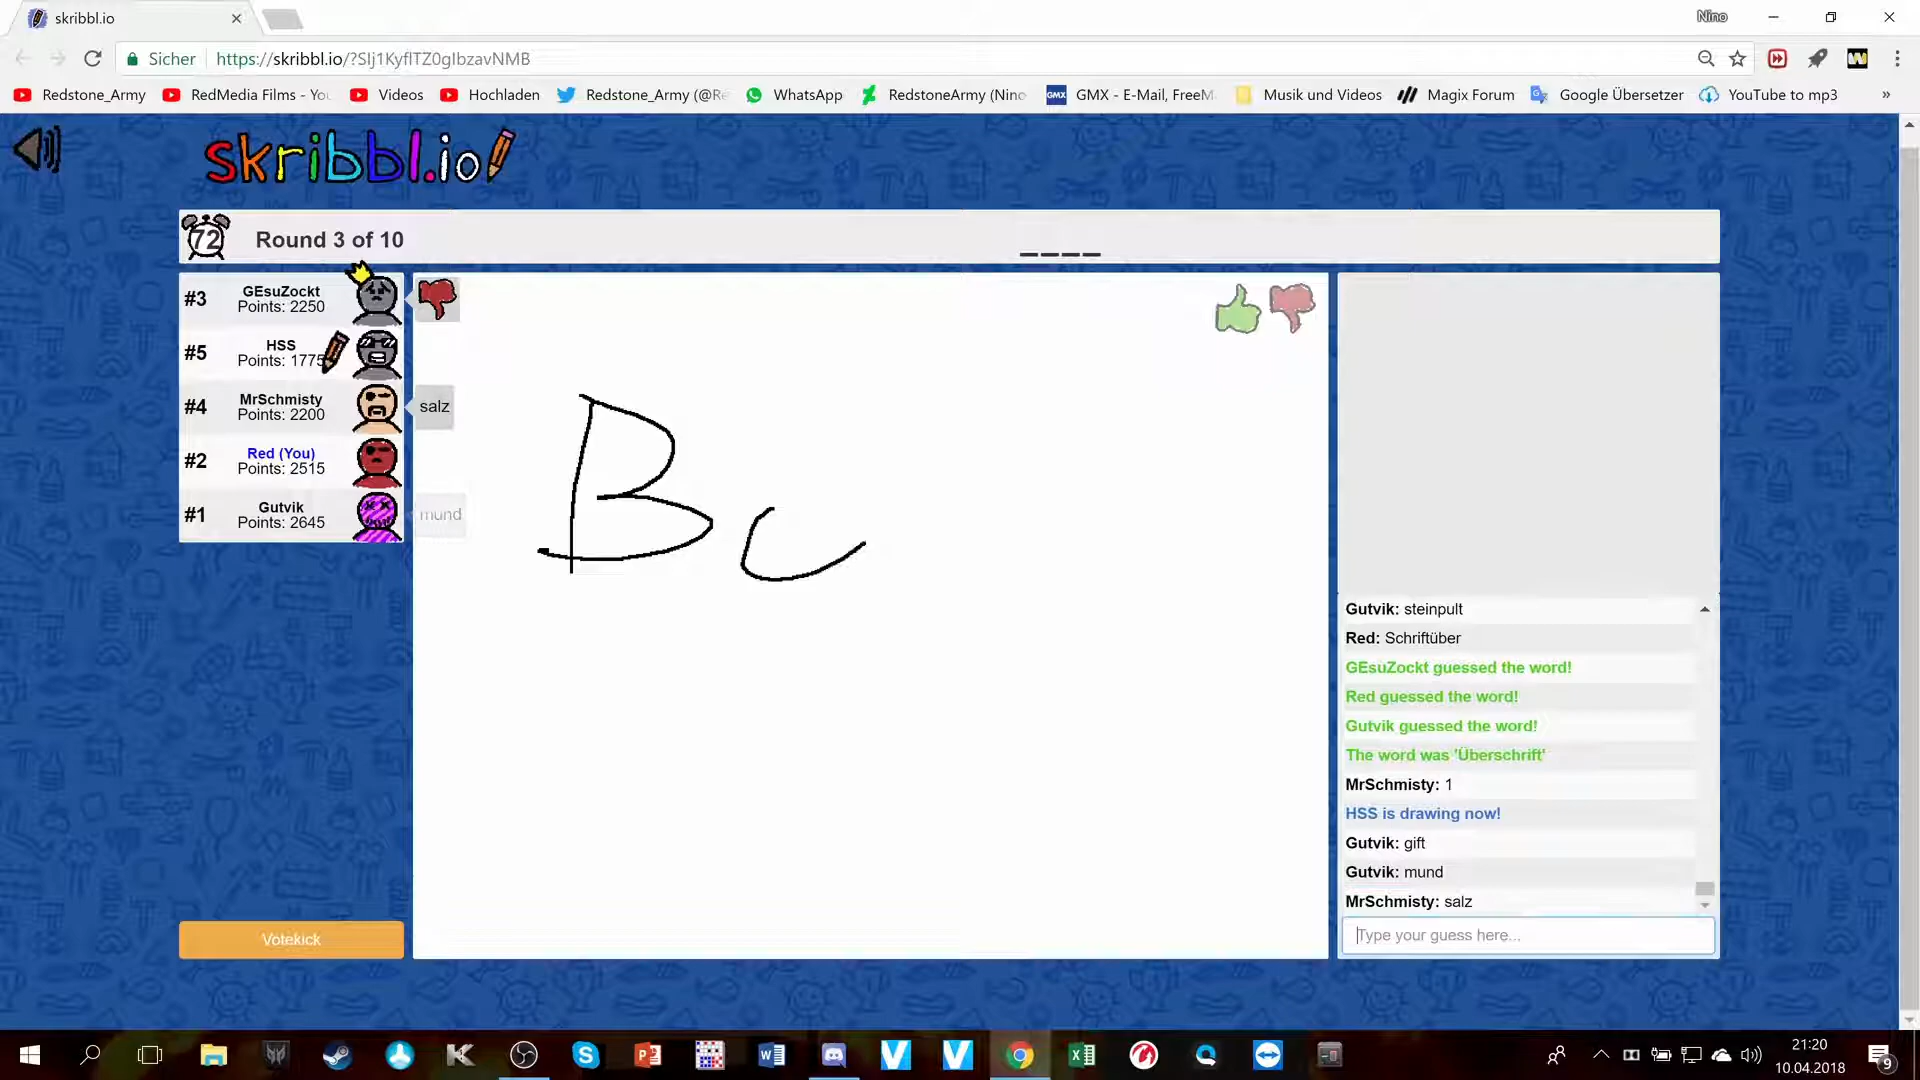 skribbl.io
Nino
Sicher https://skribbl.io/?SIj1KyflTZ0gIbzavNMB
Redstone_Army RedMedia Films - You Videos Hochladen Redstone_Army (@Re WhatsApp RedstoneArmy (Nino GMX GMX - E-Mail, FreeM Musik und Videos Magix Forum Google Übersetzer YouTube to mp3 »
skribbl.io
72 Round 3 of 10 _ _ _ _
#3 GEsuZockt
Points: 2250
#5 HSS
Points: 1775
#4 MrSchmisty
Points: 2200
salz
#2 Red (You)
Points: 2515
#1 Gutvik
Points: 2645
mund
Votekick
B c
Gutvik: steinpult
Red: Schriftüber
GEsuZockt guessed the word!
Red guessed the word!
Gutvik guessed the word!
The word was 'Überschrift'
MrSchmisty: 1
HSS is drawing now!
Gutvik: gift
Gutvik: mund
MrSchmisty: salz
Type your guess here...
21:20
10.04.2018
9